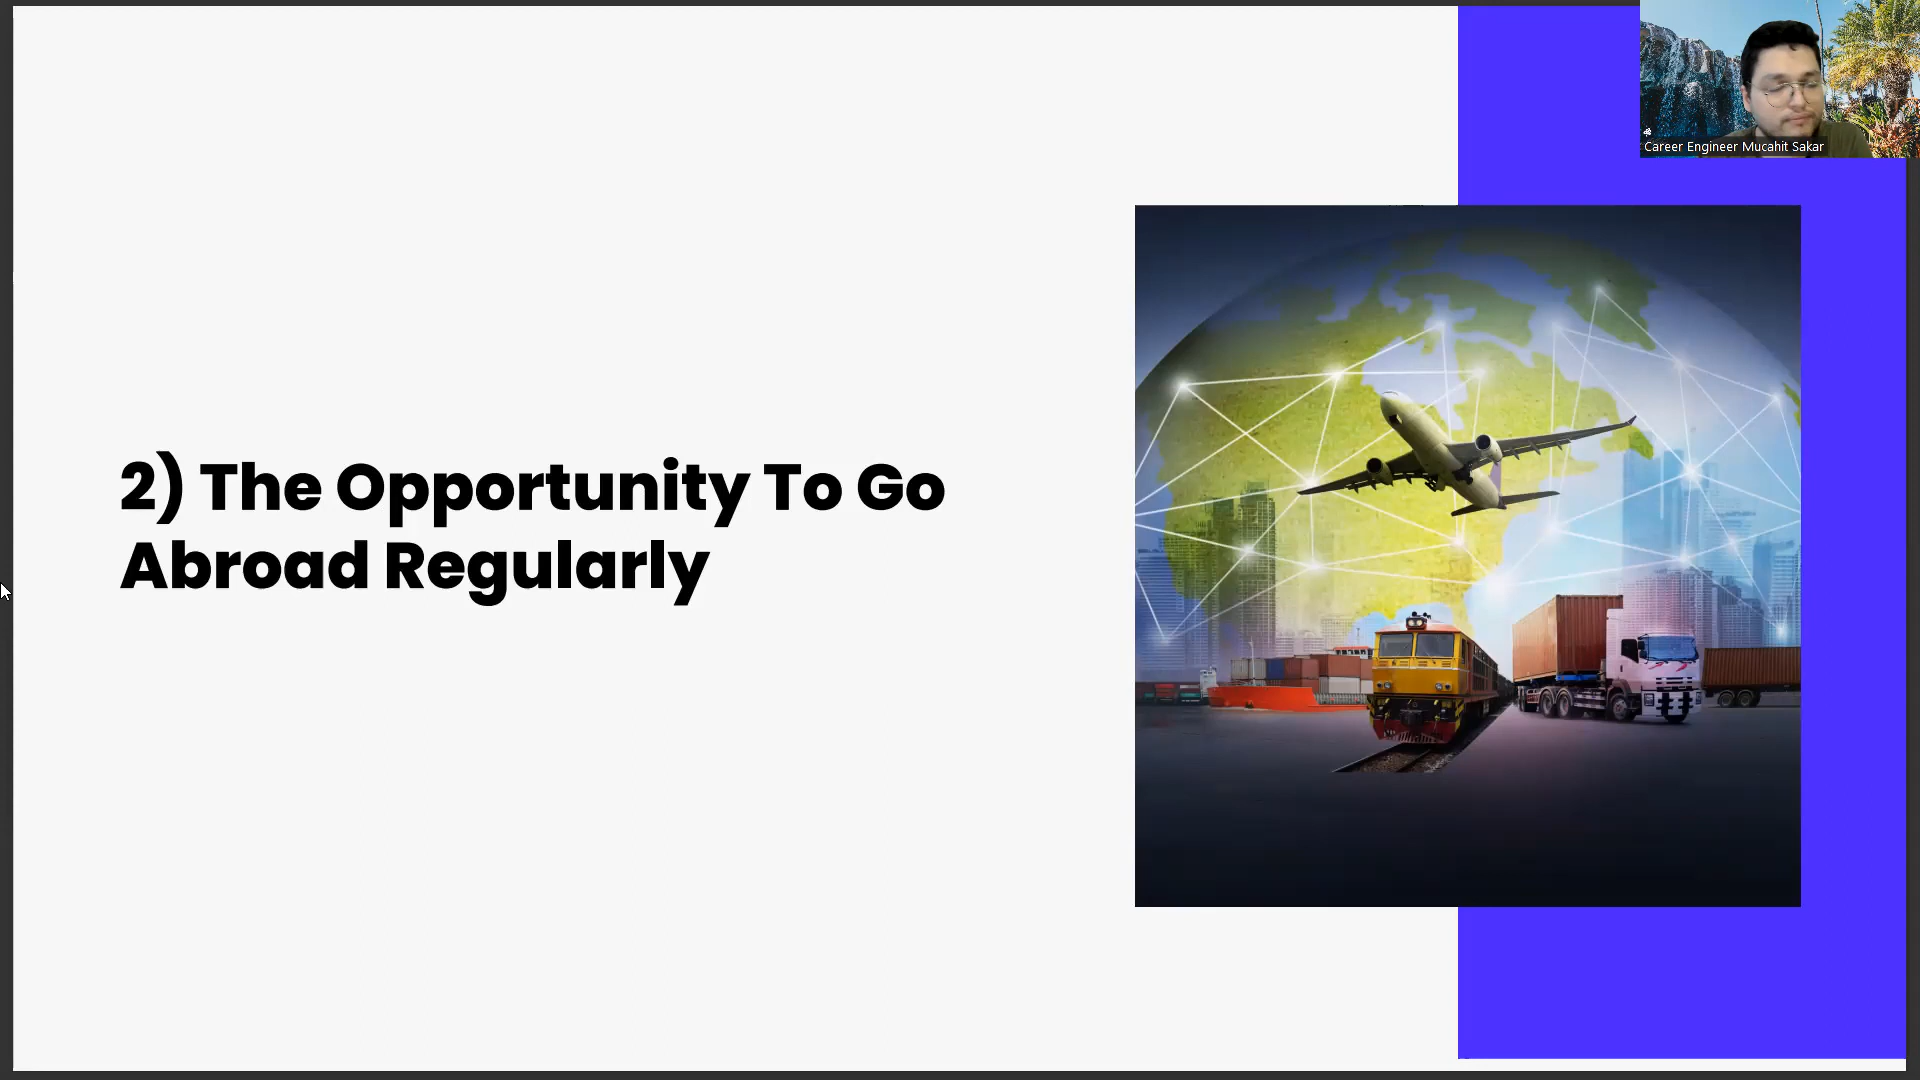 Career Engineer Mucahit Sakar
2) The Opportunity To Go
Abroad Regularly